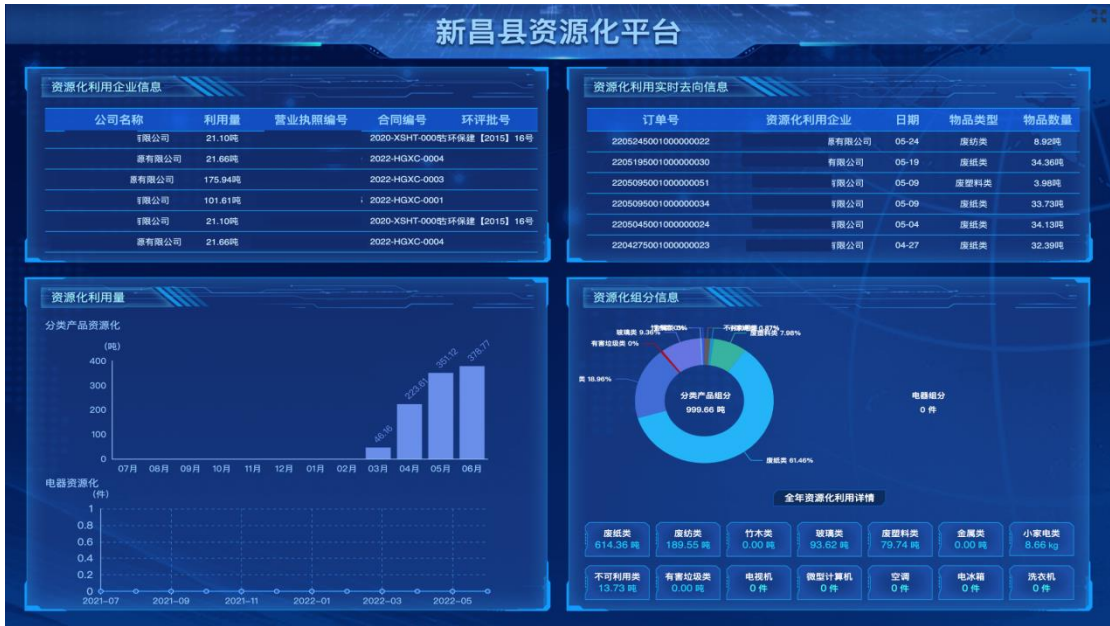 新昌县资源化平台
资源化利用企业信息
公司名称 利用量 营业执照编号 合同编号 环评批号
限公司 21.10吨 2020-XSHT-0005 环保建【2015】16号
源有限公司 21.66吨 2022-HGXC-0004
原有限公司 175.94吨 2022-HGXC-0003
限公司 101.61吨 2022-HGXC-0001
限公司 21.10吨 2020-XSHT-0005 环保建【2015】16号
源有限公司 21.66吨 2022-HGXC-0004
资源化利用实时去向信息
订单号 资源化利用企业 日期 物品类型 物品数量
2205245001000000022 有限公司 05-24 废纺类 8.92吨
2205195001000000030 有限公司 05-19 废纸类 34.36吨
2205095001000000051 限公司 05-09 废塑料类 3.98吨
2205095001000000034 限公司 05-09 废纸类 33.73吨
2205045001000000024 限公司 05-04 废纸类 34.13吨
2204275001000000023 限公司 04-27 废纸类 32.39吨
资源化利用量
分类产品资源化
(吨)
400
300
200
100
0
46.16 223.61 351.12 378.77
07月 08月 09月 10月 11月 12月 01月 02月 03月 04月 05月 06月
电器资源化
(件)
1
0.8
0.6
0.4
0.2
0
2021-07 2021-09 2021-11 2022-01 2022-03 2022-05
资源化组分信息
玻璃类 9.36%
废塑料类 7.98%
有害垃圾类 0%
类 18.96%
分类产品组分
999.66 吨
废纸类 61.46%
电器组分
0 件
全年资源化利用详情
废纸类 废纺类 竹木类 玻璃类 废塑料类 金属类 小家电类
614.36 吨 189.55 吨 0.00 吨 93.62 吨 79.74 吨 0.00 吨 8.66 kg
不可利用类 有害垃圾类 电视机 微型计算机 空调 电冰箱 洗衣机
13.73 吨 0.00 吨 0 件 0 件 0 件 0 件 0 件